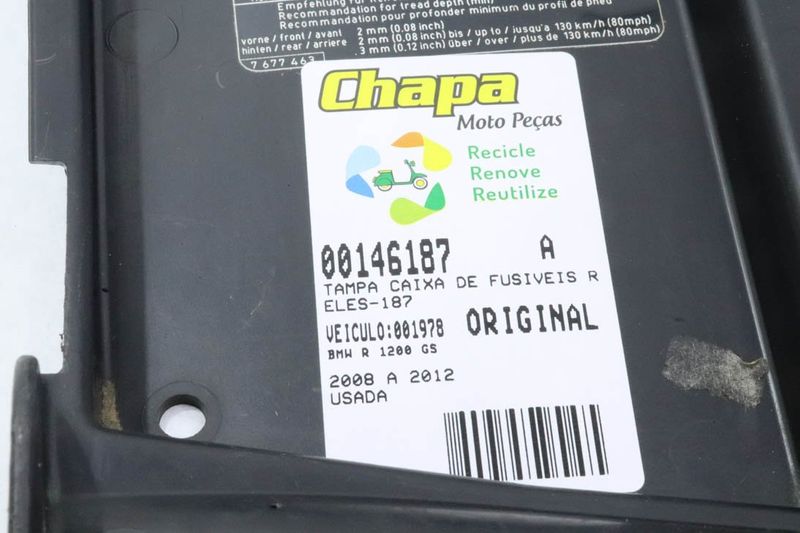 Empfehlung für
Recommendation for tread depth (min)
Recommandation pour profondeur minimum du profil de pneu
vorne / front / avant 2 mm (0.08 inch) bis / up to / jusqu'a 130 km/h (80mph)
hinten / rear / arriere 2 mm (0.08 inch)
3 mm (0.12 inch) über / over / plus de 130 km/h (80mph)
7 677 463
Chapa
Moto Peças
Recicle
Renove
Reutilize
00146187 A
TAMPA CAIXA DE FUSIVEIS R
ELES-187
VEICULO:001978 ORIGINAL
BMW R 1200 GS
2008 A 2012
USADA